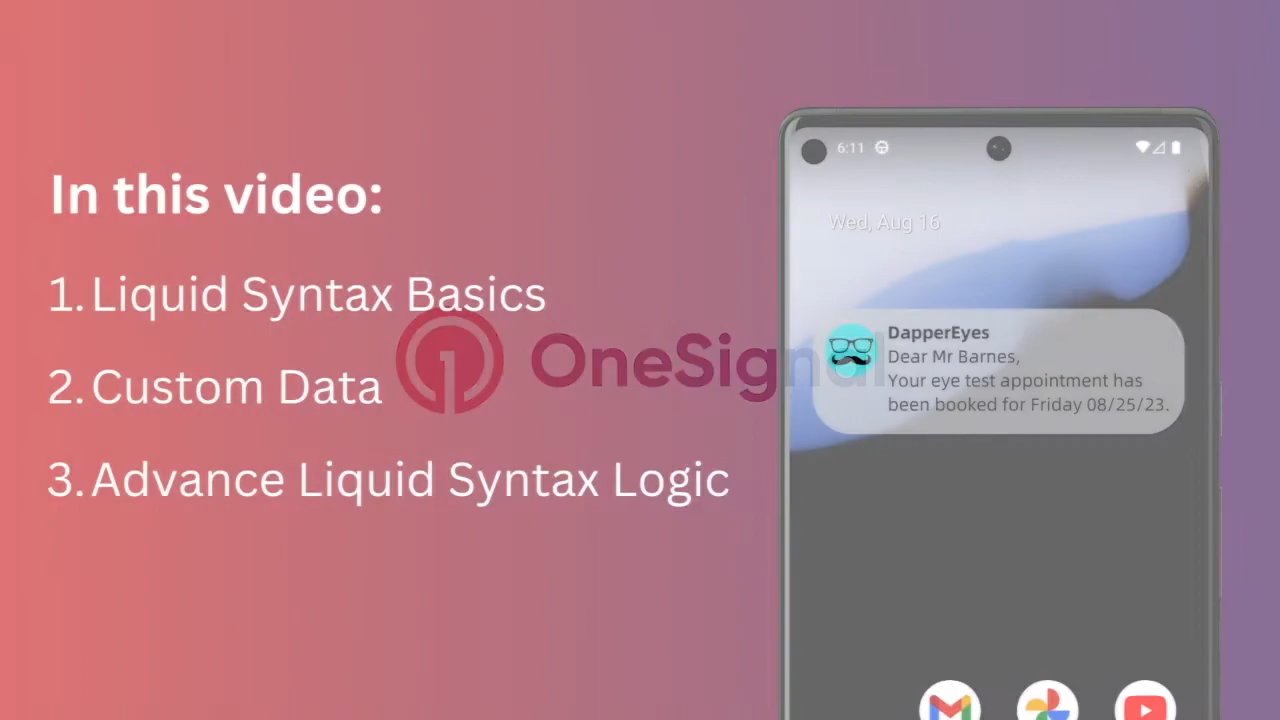 In this video:
1. Liquid Syntax Basics
2. Custom Data
3. Advance Liquid Syntax Logic
OneSignal
6:11
Wed, Aug 16
DapperEyes
Dear Mr Barnes,
Your eye test appointment has
been booked for Friday 08/25/23.